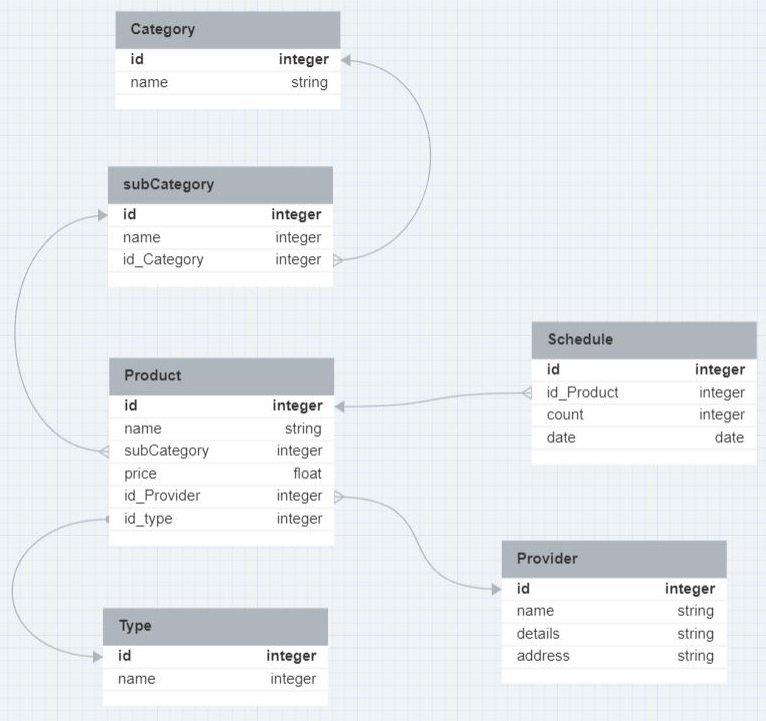 Category
id integer
name string
subCategory
id integer
name integer
id_Category integer
Schedule
id integer
id_Product integer
count integer
date date
Product
id integer
name string
subCategory integer
price float
id_Provider integer
id_type integer
Provider
id integer
name string
details string
address string
Type
id integer
name integer